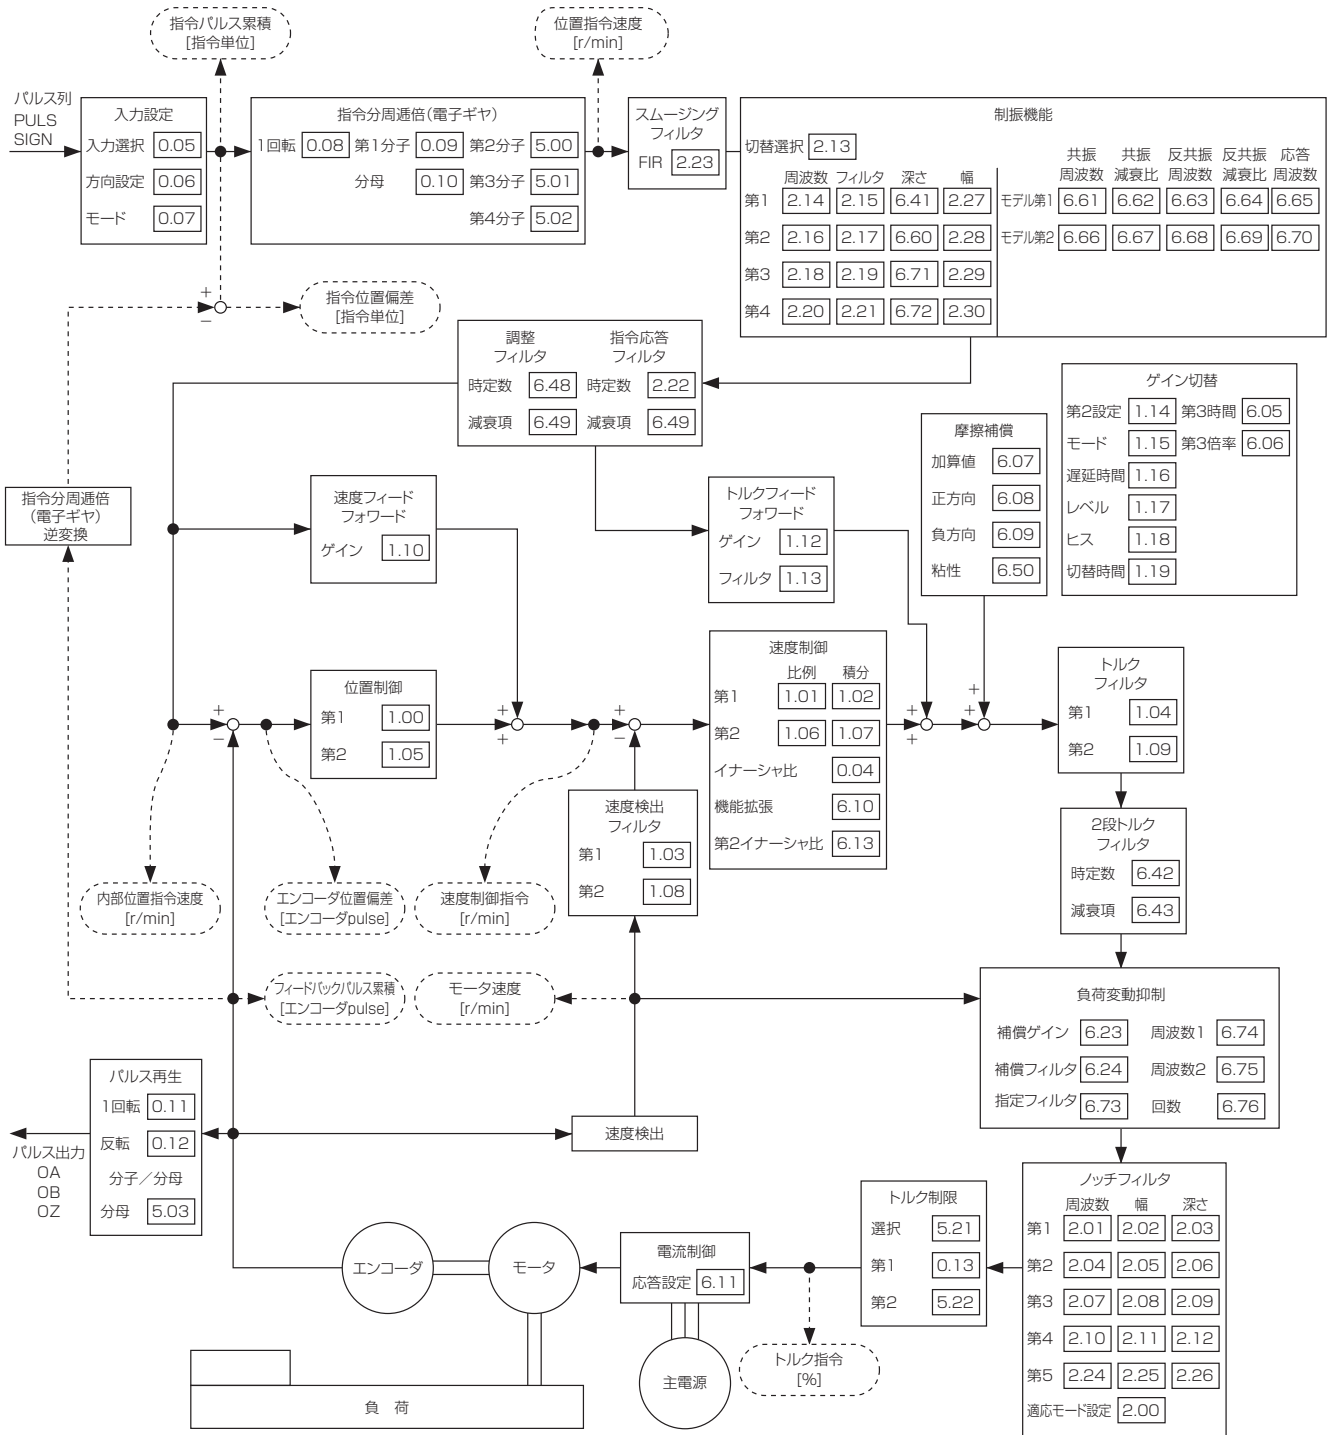 指令パルス累積
[指令単位]
位置指令速度
[r/min]
パルス列
PULS
SIGN
入力設定
入力選択 0.05
方向設定 0.06
モード 0.07
指令分周逓倍(電子ギヤ)
1回転 0.08 第1分子 0.09 第2分子 5.00
分母 0.10 第3分子 5.01
第4分子 5.02
スムージング
フィルタ
FIR 2.23
制振機能
切替選択 2.13
周波数 フィルタ 深さ 幅
第1 2.14 2.15 6.41 2.27
第2 2.16 2.17 6.60 2.28
第3 2.18 2.19 6.71 2.29
第4 2.20 2.21 6.72 2.30
共振 共振 反共振 反共振 応答
周波数 減衰比 周波数 減衰比 周波数
モデル第1 6.61 6.62 6.63 6.64 6.65
モデル第2 6.66 6.67 6.68 6.69 6.70
+
−
指令位置偏差
[指令単位]
調整 指令応答
フィルタ フィルタ
時定数 6.48 時定数 2.22
減衰項 6.49 減衰項 6.49
ゲイン切替
第2設定 1.14 第3時間 6.05
モード 1.15 第3倍率 6.06
遅延時間 1.16
レベル 1.17
ヒス 1.18
切替時間 1.19
摩擦補償
加算値 6.07
正方向 6.08
負方向 6.09
粘性 6.50
指令分周逓倍
(電子ギヤ)
逆変換
速度フィード
フォワード
ゲイン 1.10
トルクフィード
フォワード
ゲイン 1.12
フィルタ 1.13
+
−
位置制御
第1 1.00
第2 1.05
+
+
+
−
速度制御
比例 積分
第1 1.01 1.02
第2 1.06 1.07
イナーシャ比 0.04
機能拡張 6.10
第2イナーシャ比 6.13
+
+
+
+
トルク
フィルタ
第1 1.04
第2 1.09
速度検出
フィルタ
第1 1.03
第2 1.08
2段トルク
フィルタ
時定数 6.42
減衰項 6.43
内部位置指令速度
[r/min]
エンコーダ位置偏差
[エンコーダpulse]
速度制御指令
[r/min]
フィードバックパルス累積
[エンコーダpulse]
モータ速度
[r/min]
負荷変動抑制
補償ゲイン 6.23 周波数1 6.74
補償フィルタ 6.24 周波数2 6.75
指定フィルタ 6.73 回数 6.76
パルス再生
1回転 0.11
反転 0.12
分子／分母
分母 5.03
パルス出力
OA
OB
OZ
速度検出
ノッチフィルタ
周波数 幅 深さ
第1 2.01 2.02 2.03
第2 2.04 2.05 2.06
第3 2.07 2.08 2.09
第4 2.10 2.11 2.12
第5 2.24 2.25 2.26
適応モード設定 2.00
トルク制限
選択 5.21
第1 0.13
第2 5.22
電流制御
応答設定 6.11
エンコーダ
モータ
トルク指令
[%]
主電源
負 荷